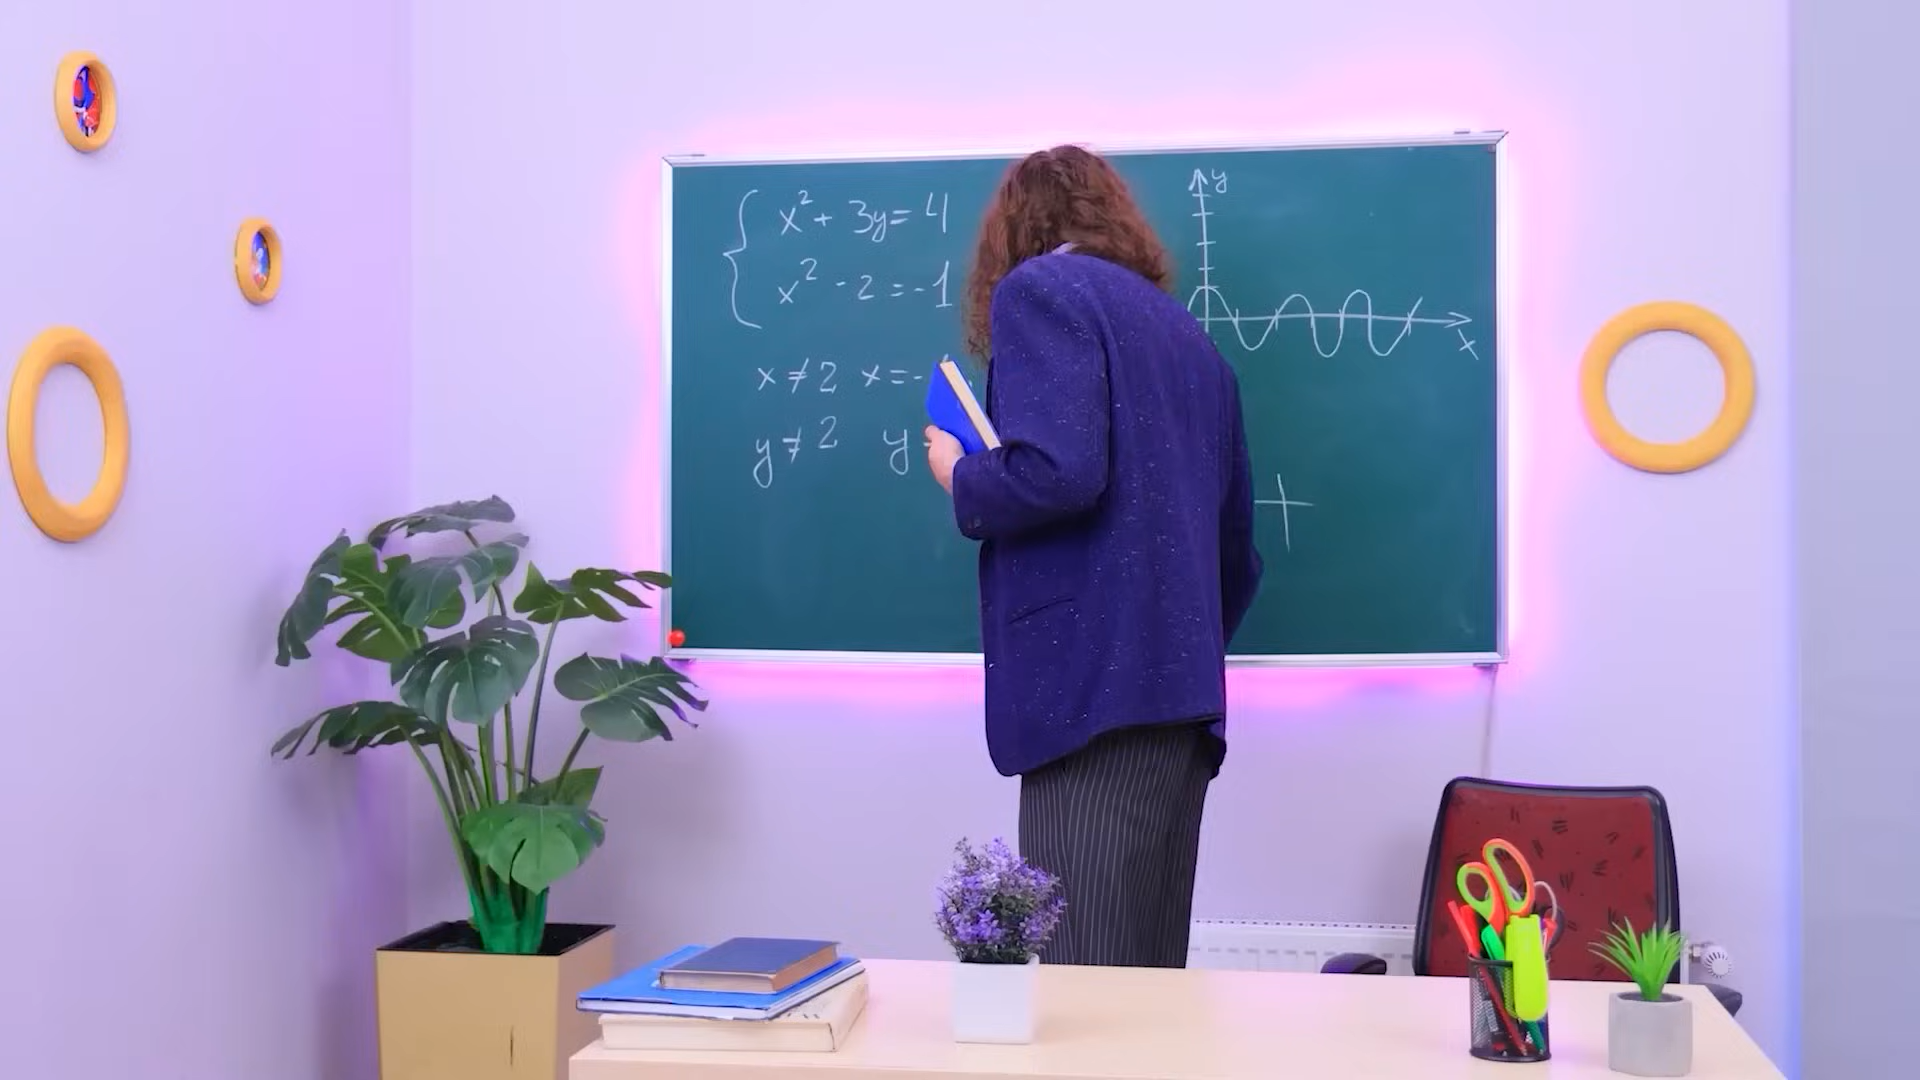 x² + 3y = 4
x² - 2 = -1
x ≠ 2 x = -
y ≠ 2 y
y
x